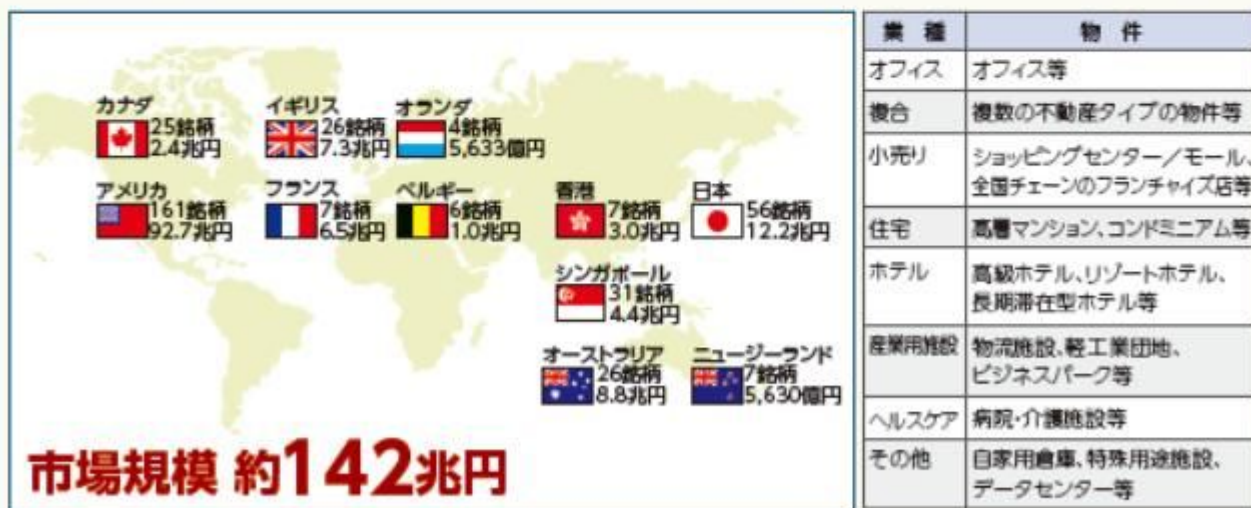 カナダ
25銘柄
2.4兆円
イギリス
26銘柄
7.3兆円
オランダ
4銘柄
5,633億円
アメリカ
161銘柄
92.7兆円
フランス
7銘柄
6.5兆円
ベルギー
6銘柄
1.0兆円
香港
7銘柄
3.0兆円
日本
56銘柄
12.2兆円
シンガポール
31銘柄
4.4兆円
オーストラリア
26銘柄
8.8兆円
ニュージーランド
7銘柄
5,630億円
市場規模 約142兆円
業種 物件
オフィス オフィス等
複合 複数の不動産タイプの物件等
小売り ショッピングセンター／モール、
全国チェーンのフランチャイズ店等
住宅 高層マンション、コンドミニアム等
ホテル 高級ホテル、リゾートホテル、
長期滞在型ホテル等
産業用施設 物流施設、軽工業団地、
ビジネスパーク等
ヘルスケア 病院・介護施設等
その他 自家用倉庫、特殊用途施設、
データセンター等